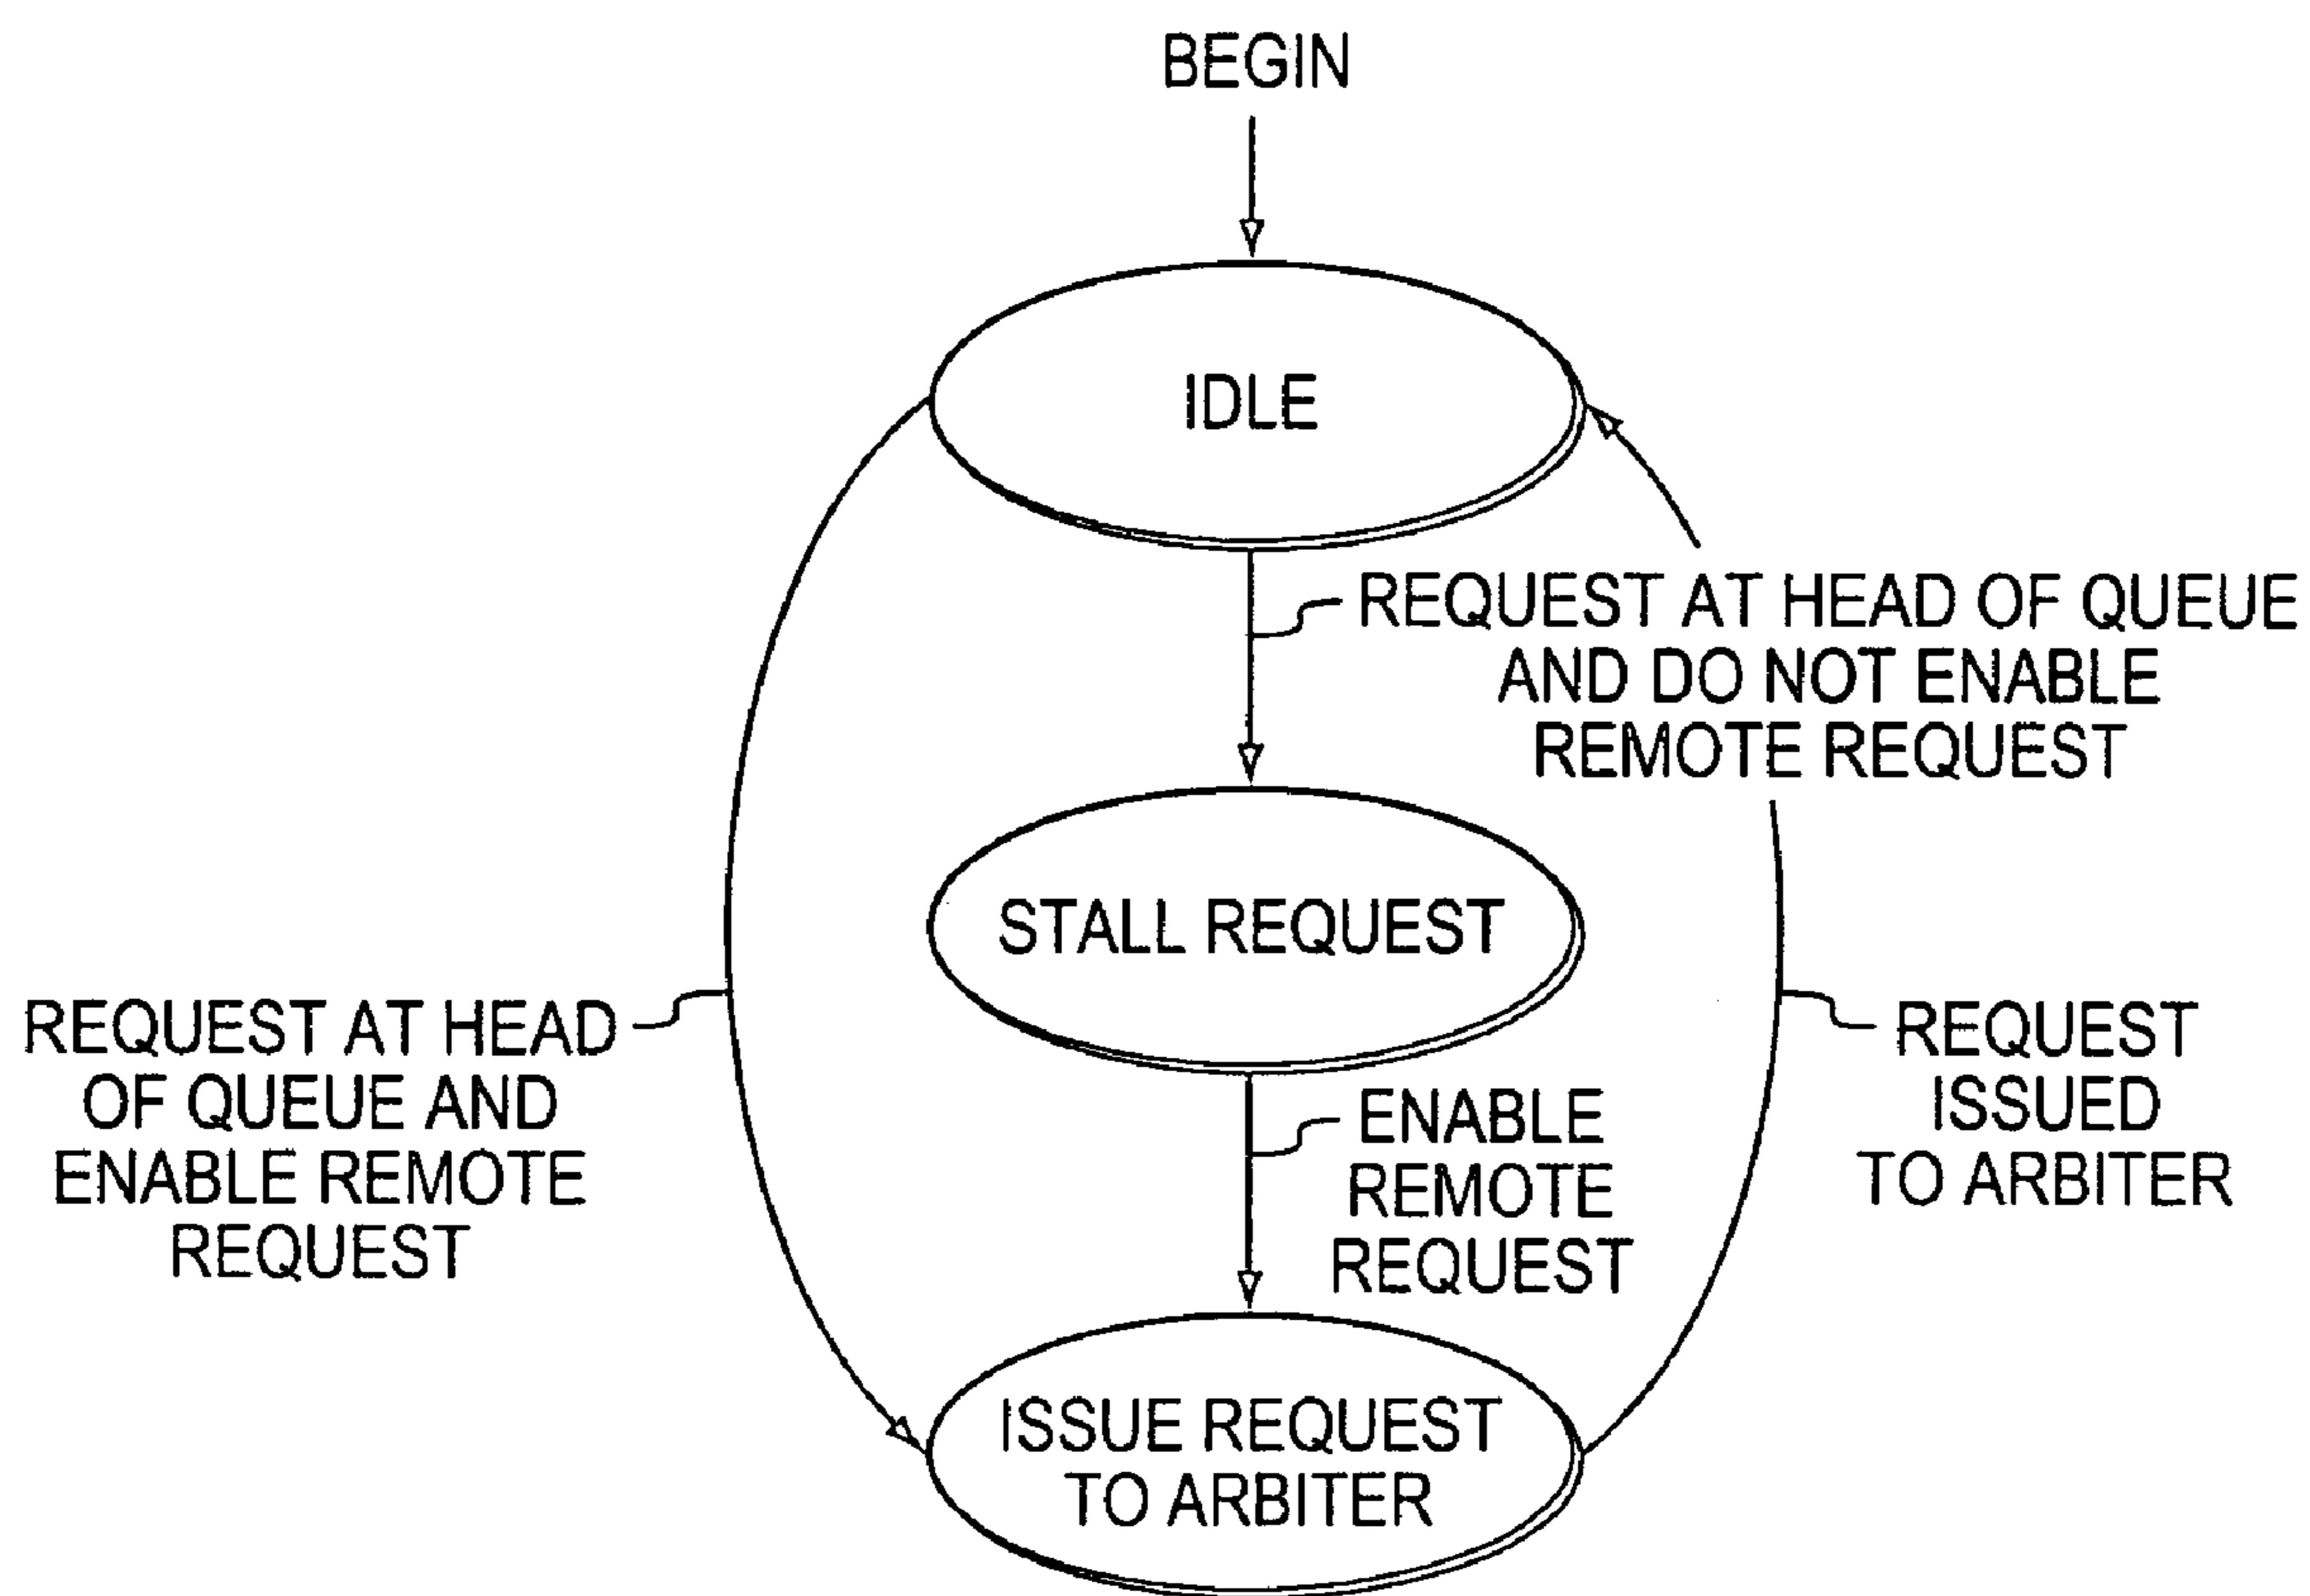 BEGIN
IDLE
REQUEST AT HEAD OF QUEUE
AND DO NOT ENABLE
REMOTE REQUEST
STALL REQUEST
REQUEST AT HEAD
OF QUEUE AND
ENABLE REMOTE
REQUEST
REQUEST
ISSUED
TO ARBITER
ENABLE
REMOTE
REQUEST
ISSUE REQUEST
TO ARBITER